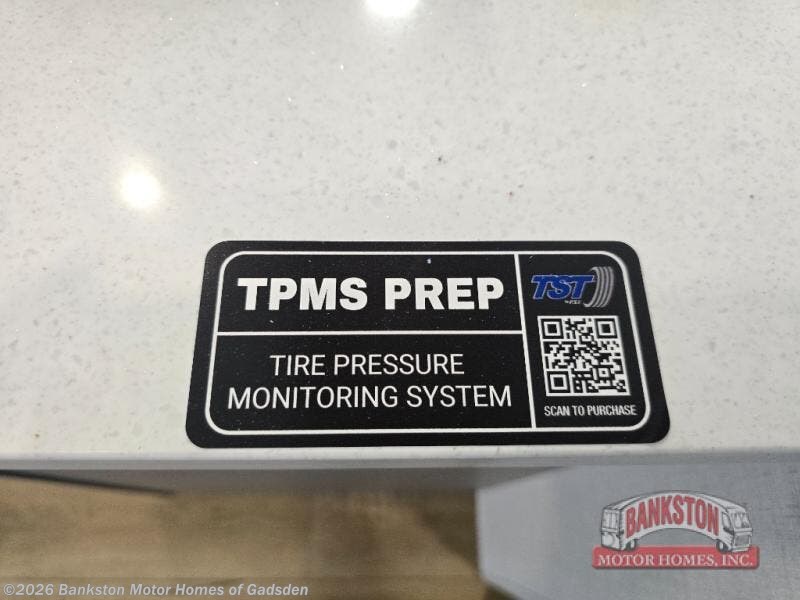 TPMS PREP
TIRE PRESSURE
MONITORING SYSTEM
TST
SCAN TO PURCHASE
BANKSTON
MOTOR HOMES, INC.
©2026 Bankston Motor Homes of Gadsden